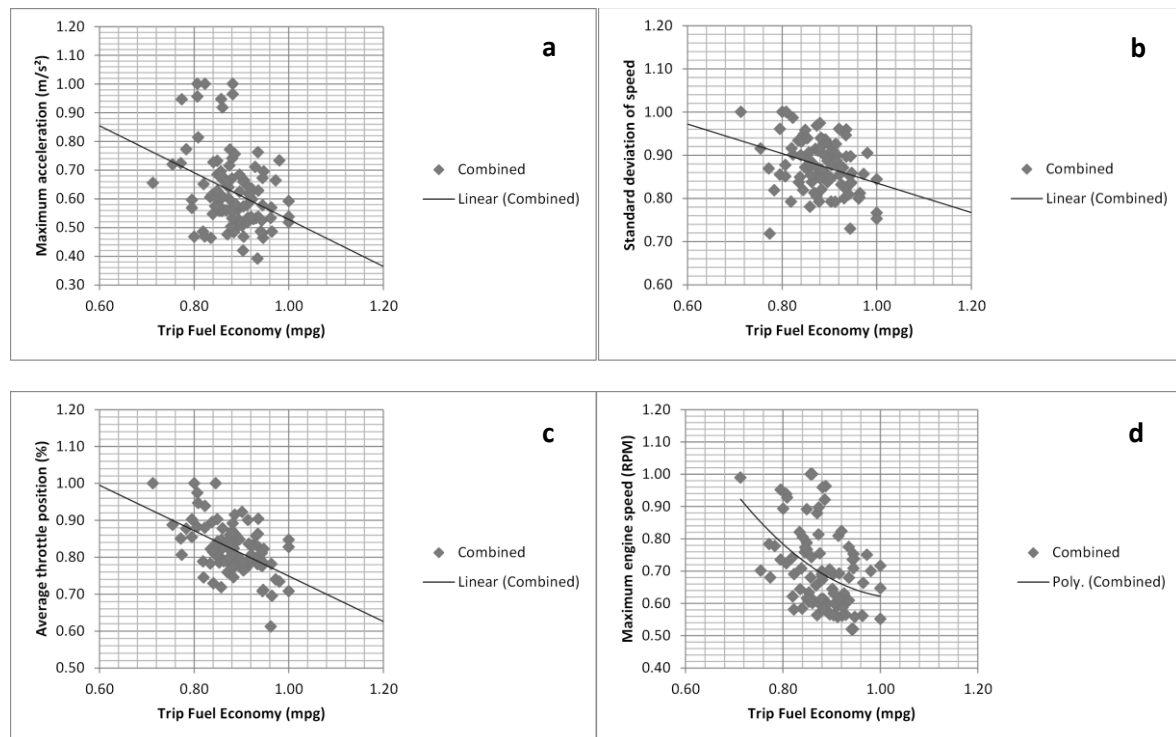 a
Maximum acceleration (m/s²)
1.20
1.10
1.00
0.90
0.80
0.70
0.60
0.50
0.40
0.30
0.60 0.80 1.00 1.20
Trip Fuel Economy (mpg)
Combined
Linear (Combined)
b
Standard deviation of speed
1.20
1.10
1.00
0.90
0.80
0.70
0.60
0.60 0.80 1.00 1.20
Trip Fuel Economy (mpg)
Combined
Linear (Combined)
c
Average throttle position (%)
1.20
1.10
1.00
0.90
0.80
0.70
0.60
0.50
0.60 0.80 1.00 1.20
Trip Fuel Economy (mpg)
Combined
Linear (Combined)
d
Maximum engine speed (RPM)
1.20
1.10
1.00
0.90
0.80
0.70
0.60
0.50
0.40
0.60 0.80 1.00 1.20
Trip Fuel Economy (mpg)
Combined
Poly. (Combined)